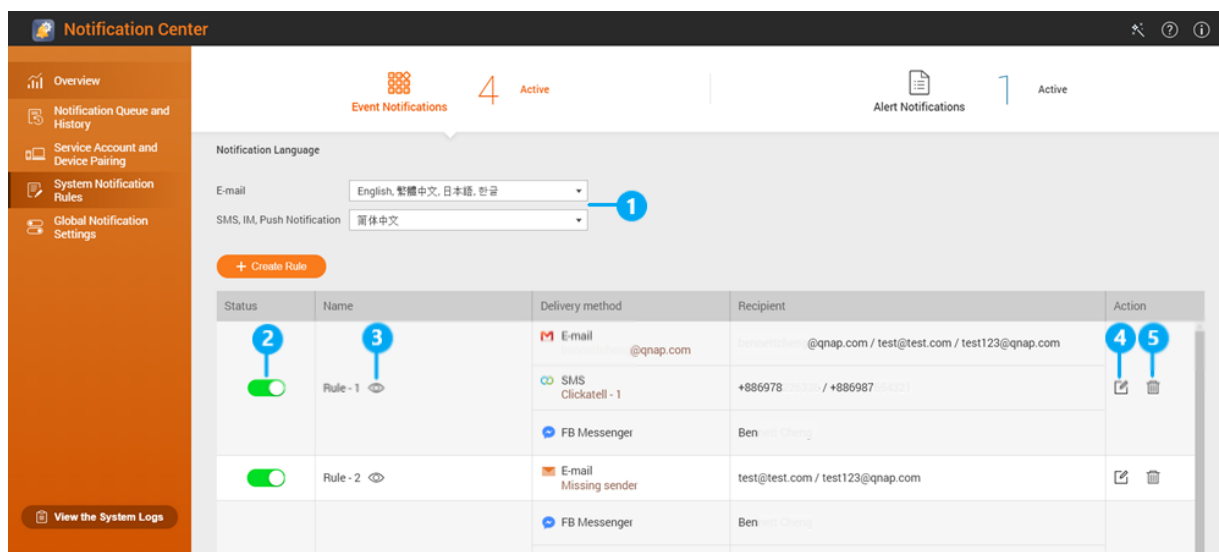 Notification Center
Overview
Notification Queue and
History
Service Account and
Device Pairing
System Notification
Rules
Global Notification
Settings
View the System Logs
Event Notifications
4
Active
Alert Notifications
1
Active
Notification Language
E-mail
English, 繁體中文, 日本語, 한글
1
SMS, IM, Push Notification
简体中文
+ Create Rule
Status
Name
Delivery method
Recipient
Action
2
3
4
5
Rule - 1
E-mail
@qnap.com
@qnap.com / test@test.com / test123@qnap.com
SMS
Clickatell - 1
+886978 / +886987
FB Messenger
Ben
Rule - 2
E-mail
Missing sender
test@test.com / test123@qnap.com
FB Messenger
Ben